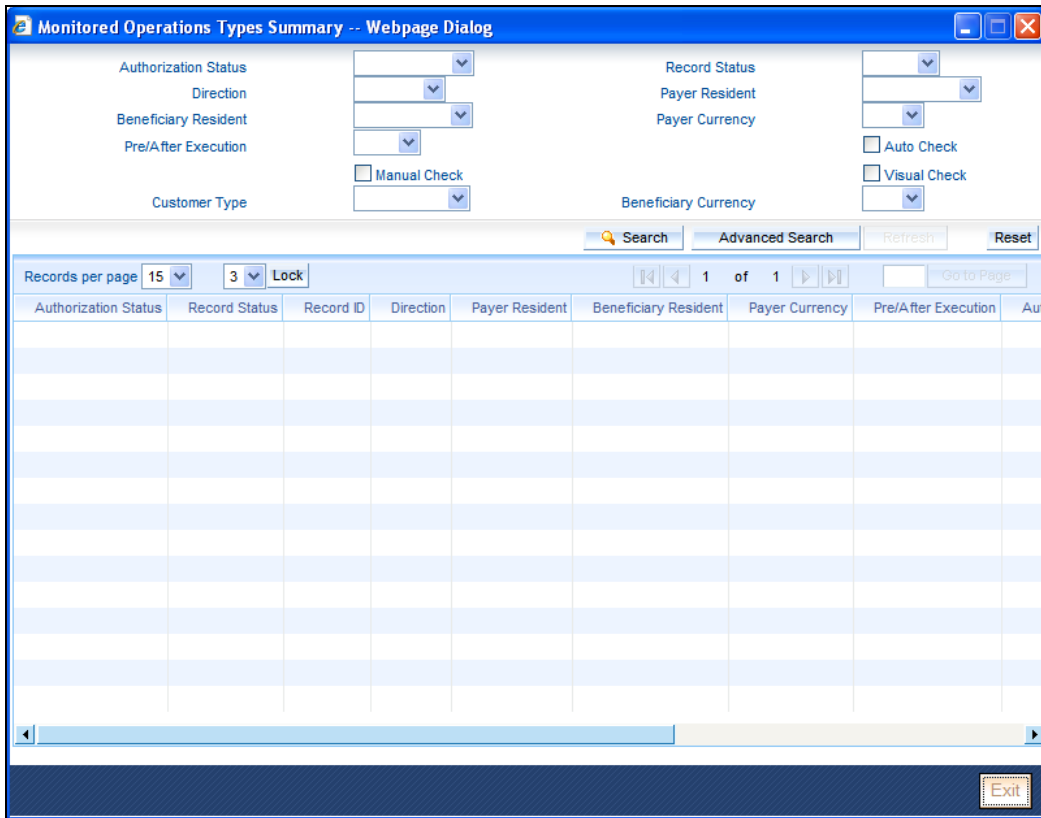 Monitored Operations Types Summary -- Webpage Dialog
Authorization Status Record Status
Direction Payer Resident
Beneficiary Resident Payer Currency
Pre/After Execution Auto Check
Manual Check Visual Check
Customer Type Beneficiary Currency
Search Advanced Search Refresh Reset
Records per page 15 3 Lock 1 of 1 Go to Page
Authorization Status Record Status Record ID Direction Payer Resident Beneficiary Resident Payer Currency Pre/After Execution Au
Exit